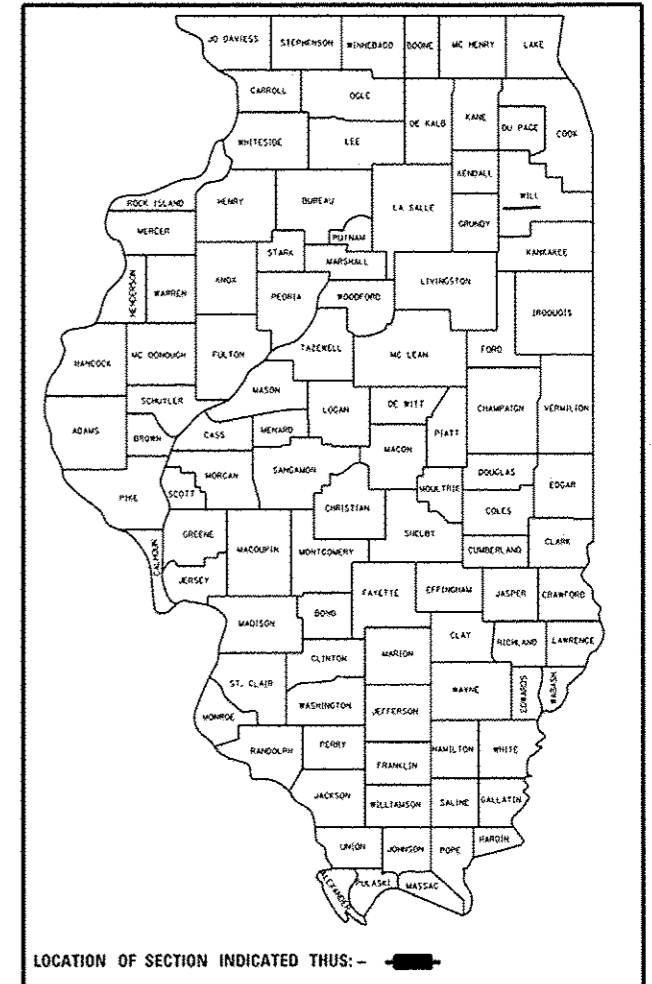 JO DAVIESS STEPHENSON WINNEBAGO BOONE MC HENRY LAKE
CARROLL OGLE DE KALB KANE DU PAGE COOK
WHITESIDE LEE
KENDALL WILL
ROCK ISLAND HENRY BUREAU LA SALLE GRUNDY
MERCER PUTNAM KANKAKEE
STARK MARSHALL
HENDERSON WARREN KNOX PEORIA WOODFORD LIVINGSTON IROQUOIS
HANCOCK MC DONOUGH FULTON TAZEWELL MC LEAN FORD
MASON
SCHUYLER LOGAN DE WITT CHAMPAIGN VERMILION
ADAMS BROWN CASS MENARD PIATT
MACON
MORGAN SANGAMON DOUGLAS EDGAR
PIKE SCOTT CHRISTIAN MOULTRIE COLES
GREENE MACOUPIN MONTGOMERY SHELBY CUMBERLAND CLARK
CALHOUN
JERSEY FAYETTE EFFINGHAM JASPER CRAWFORD
MADISON BOND CLAY RICHLAND LAWRENCE
CLINTON MARION
ST. CLAIR WASHINGTON WAYNE EDWARDS WABASH
MONROE JEFFERSON
RANDOLPH PERRY HAMILTON WHITE
FRANKLIN
JACKSON WILLIAMSON SALINE GALLATIN
UNION JOHNSON POPE HARDIN
ALEXANDER PULASKI MASSAC
LOCATION OF SECTION INDICATED THUS: -